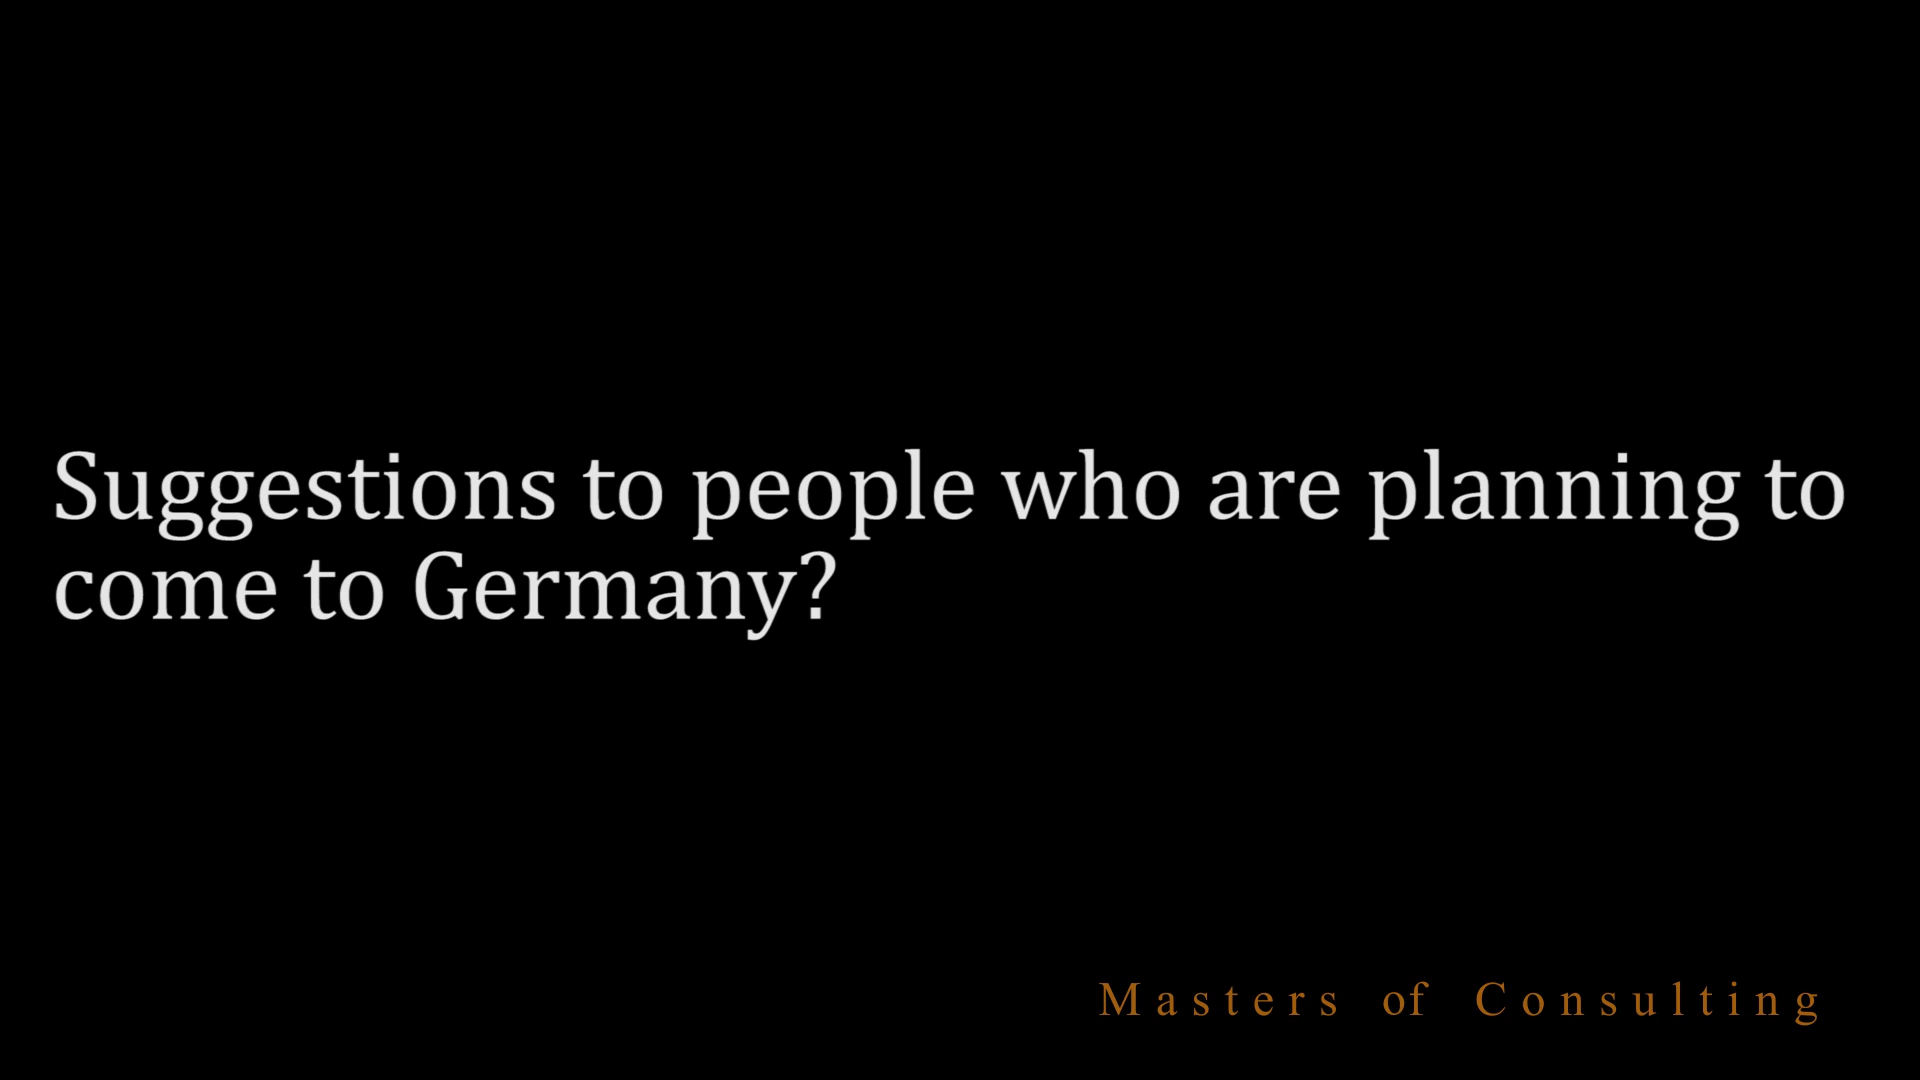 Suggestions to people who are planning to
come to Germany?
Masters of Consulting